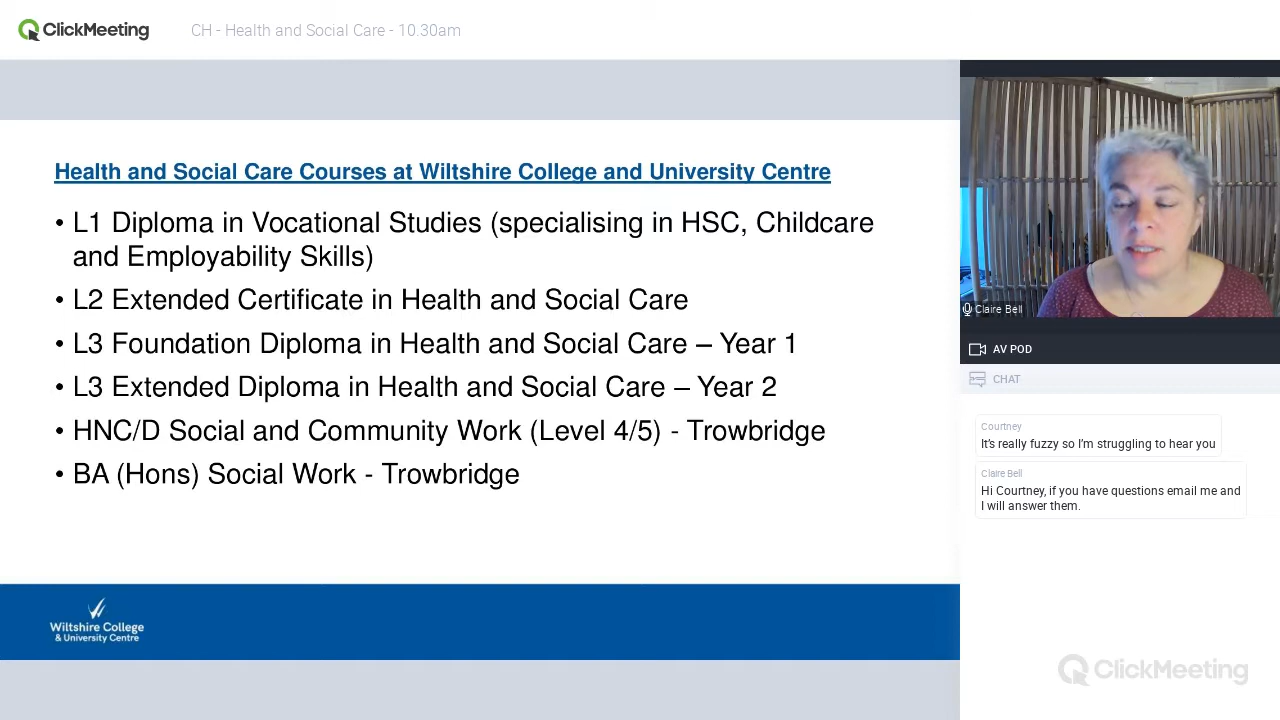 ClickMeeting
CH - Health and Social Care - 10.30am
Health and Social Care Courses at Wiltshire College and University Centre
• L1 Diploma in Vocational Studies (specialising in HSC, Childcare
and Employability Skills)
• L2 Extended Certificate in Health and Social Care
• L3 Foundation Diploma in Health and Social Care – Year 1
• L3 Extended Diploma in Health and Social Care – Year 2
• HNC/D Social and Community Work (Level 4/5) - Trowbridge
• BA (Hons) Social Work - Trowbridge
Wiltshire College
& University Centre
Claire Bell
AV POD
CHAT
Courtney
It's really fuzzy so I'm struggling to hear you
Claire Bell
Hi Courtney, if you have questions email me and
I will answer them.
ClickMeeting